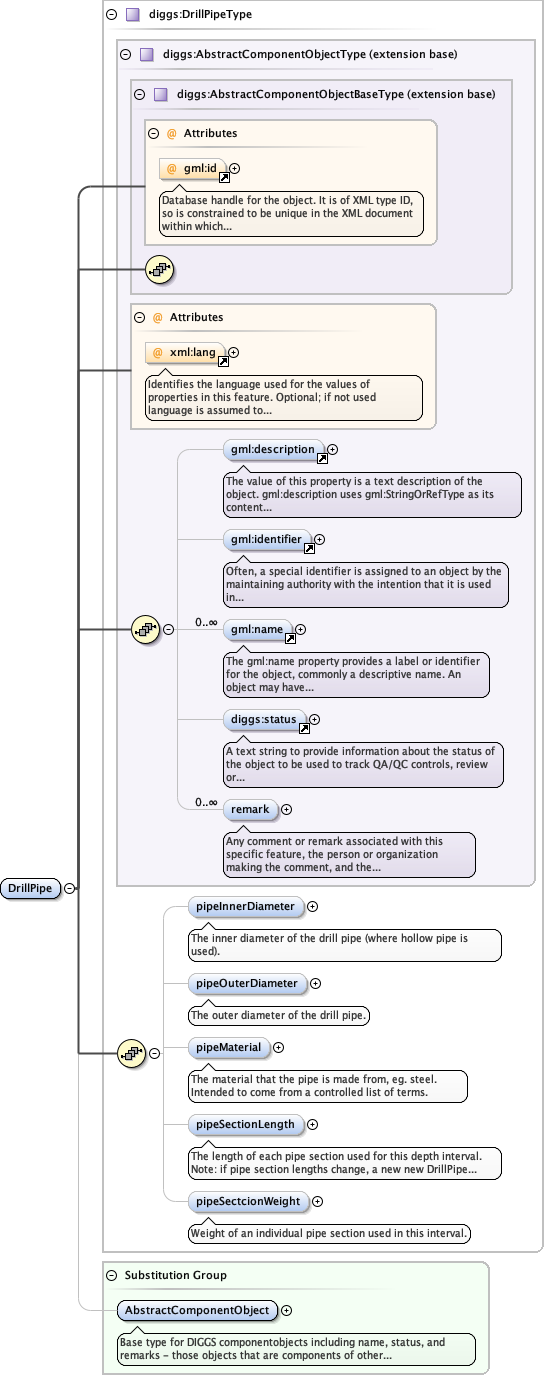 diggs:DrillPipeType
diggs:AbstractComponentObjectType (extension base)
diggs:AbstractComponentObjectBaseType (extension base)
@ Attributes
@ gml:id
Database handle for the object. It is of XML type ID,
so is constrained to be unique in the XML document
within which...
@ Attributes
@ xml:lang
Identifies the language used for the values of
properties in this feature. Optional; if not used
language is assumed to...
gml:description
The value of this property is a text description of the
object. gml:description uses gml:StringOrRefType as its
content...
gml:identifier
Often, a special identifier is assigned to an object by the
maintaining authority with the intention that it is used
in...
0..∞
gml:name
The gml:name property provides a label or identifier
for the object, commonly a descriptive name. An
object may have...
diggs:status
A text string to provide information about the status of
the object to be used to track QA/QC controls, review
or...
0..∞
remark
Any comment or remark associated with this
specific feature, the person or organization
making the comment, and the...
DrillPipe
pipeInnerDiameter
The inner diameter of the drill pipe (where hollow pipe is
used).
pipeOuterDiameter
The outer diameter of the drill pipe.
pipeMaterial
The material that the pipe is made from, eg. steel.
Intended to come from a controlled list of terms.
pipeSectionLength
The length of each pipe section used for this depth interval.
Note: if pipe section lengths change, a new new DrillPipe...
pipeSectcionWeight
Weight of an individual pipe section used in this interval.
Substitution Group
AbstractComponentObject
Base type for DIGGS componentobjects including name, status, and
remarks – those objects that are components of other...